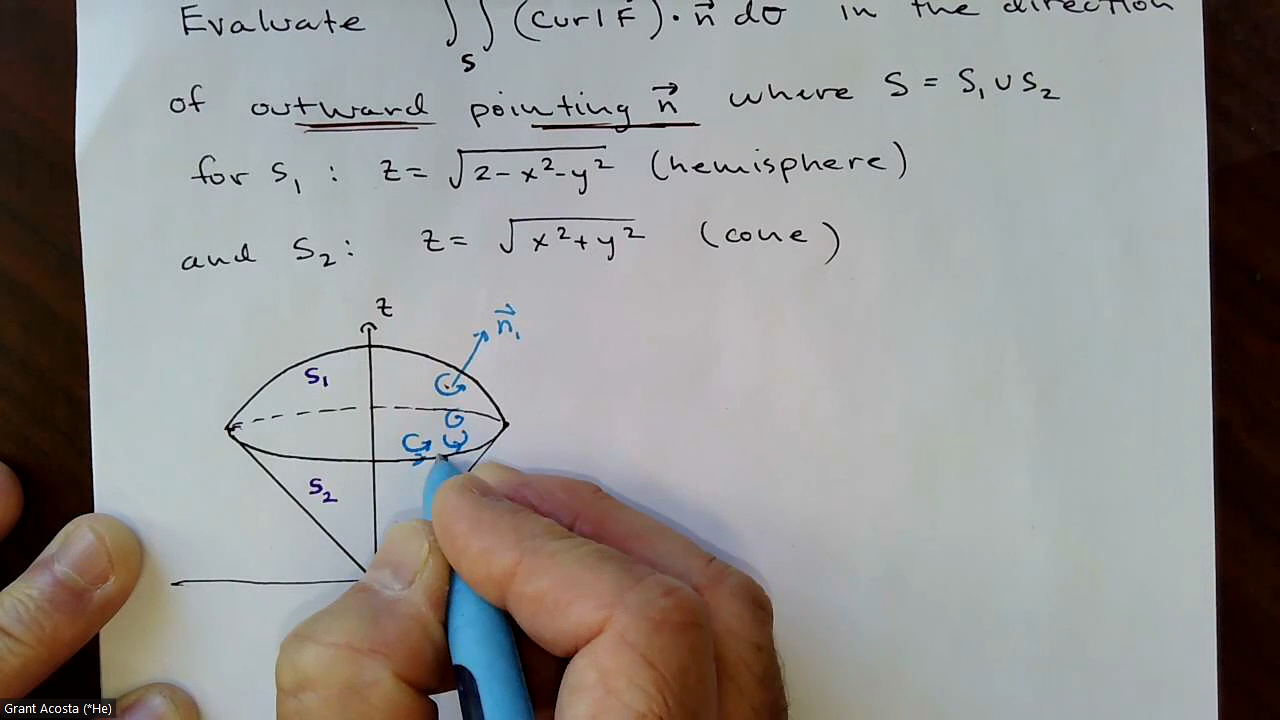 Evaluate ∬ₛ (curl F) · n⃗ dσ in the direction
of outward pointing n⃗ where S = S₁ ∪ S₂
for S₁ : z = √(2 - x² - y²) (hemisphere)
and S₂ : z = √(x² + y²) (cone)
z
n⃗₁
S₁
S₂
Grant Acosta (*He)